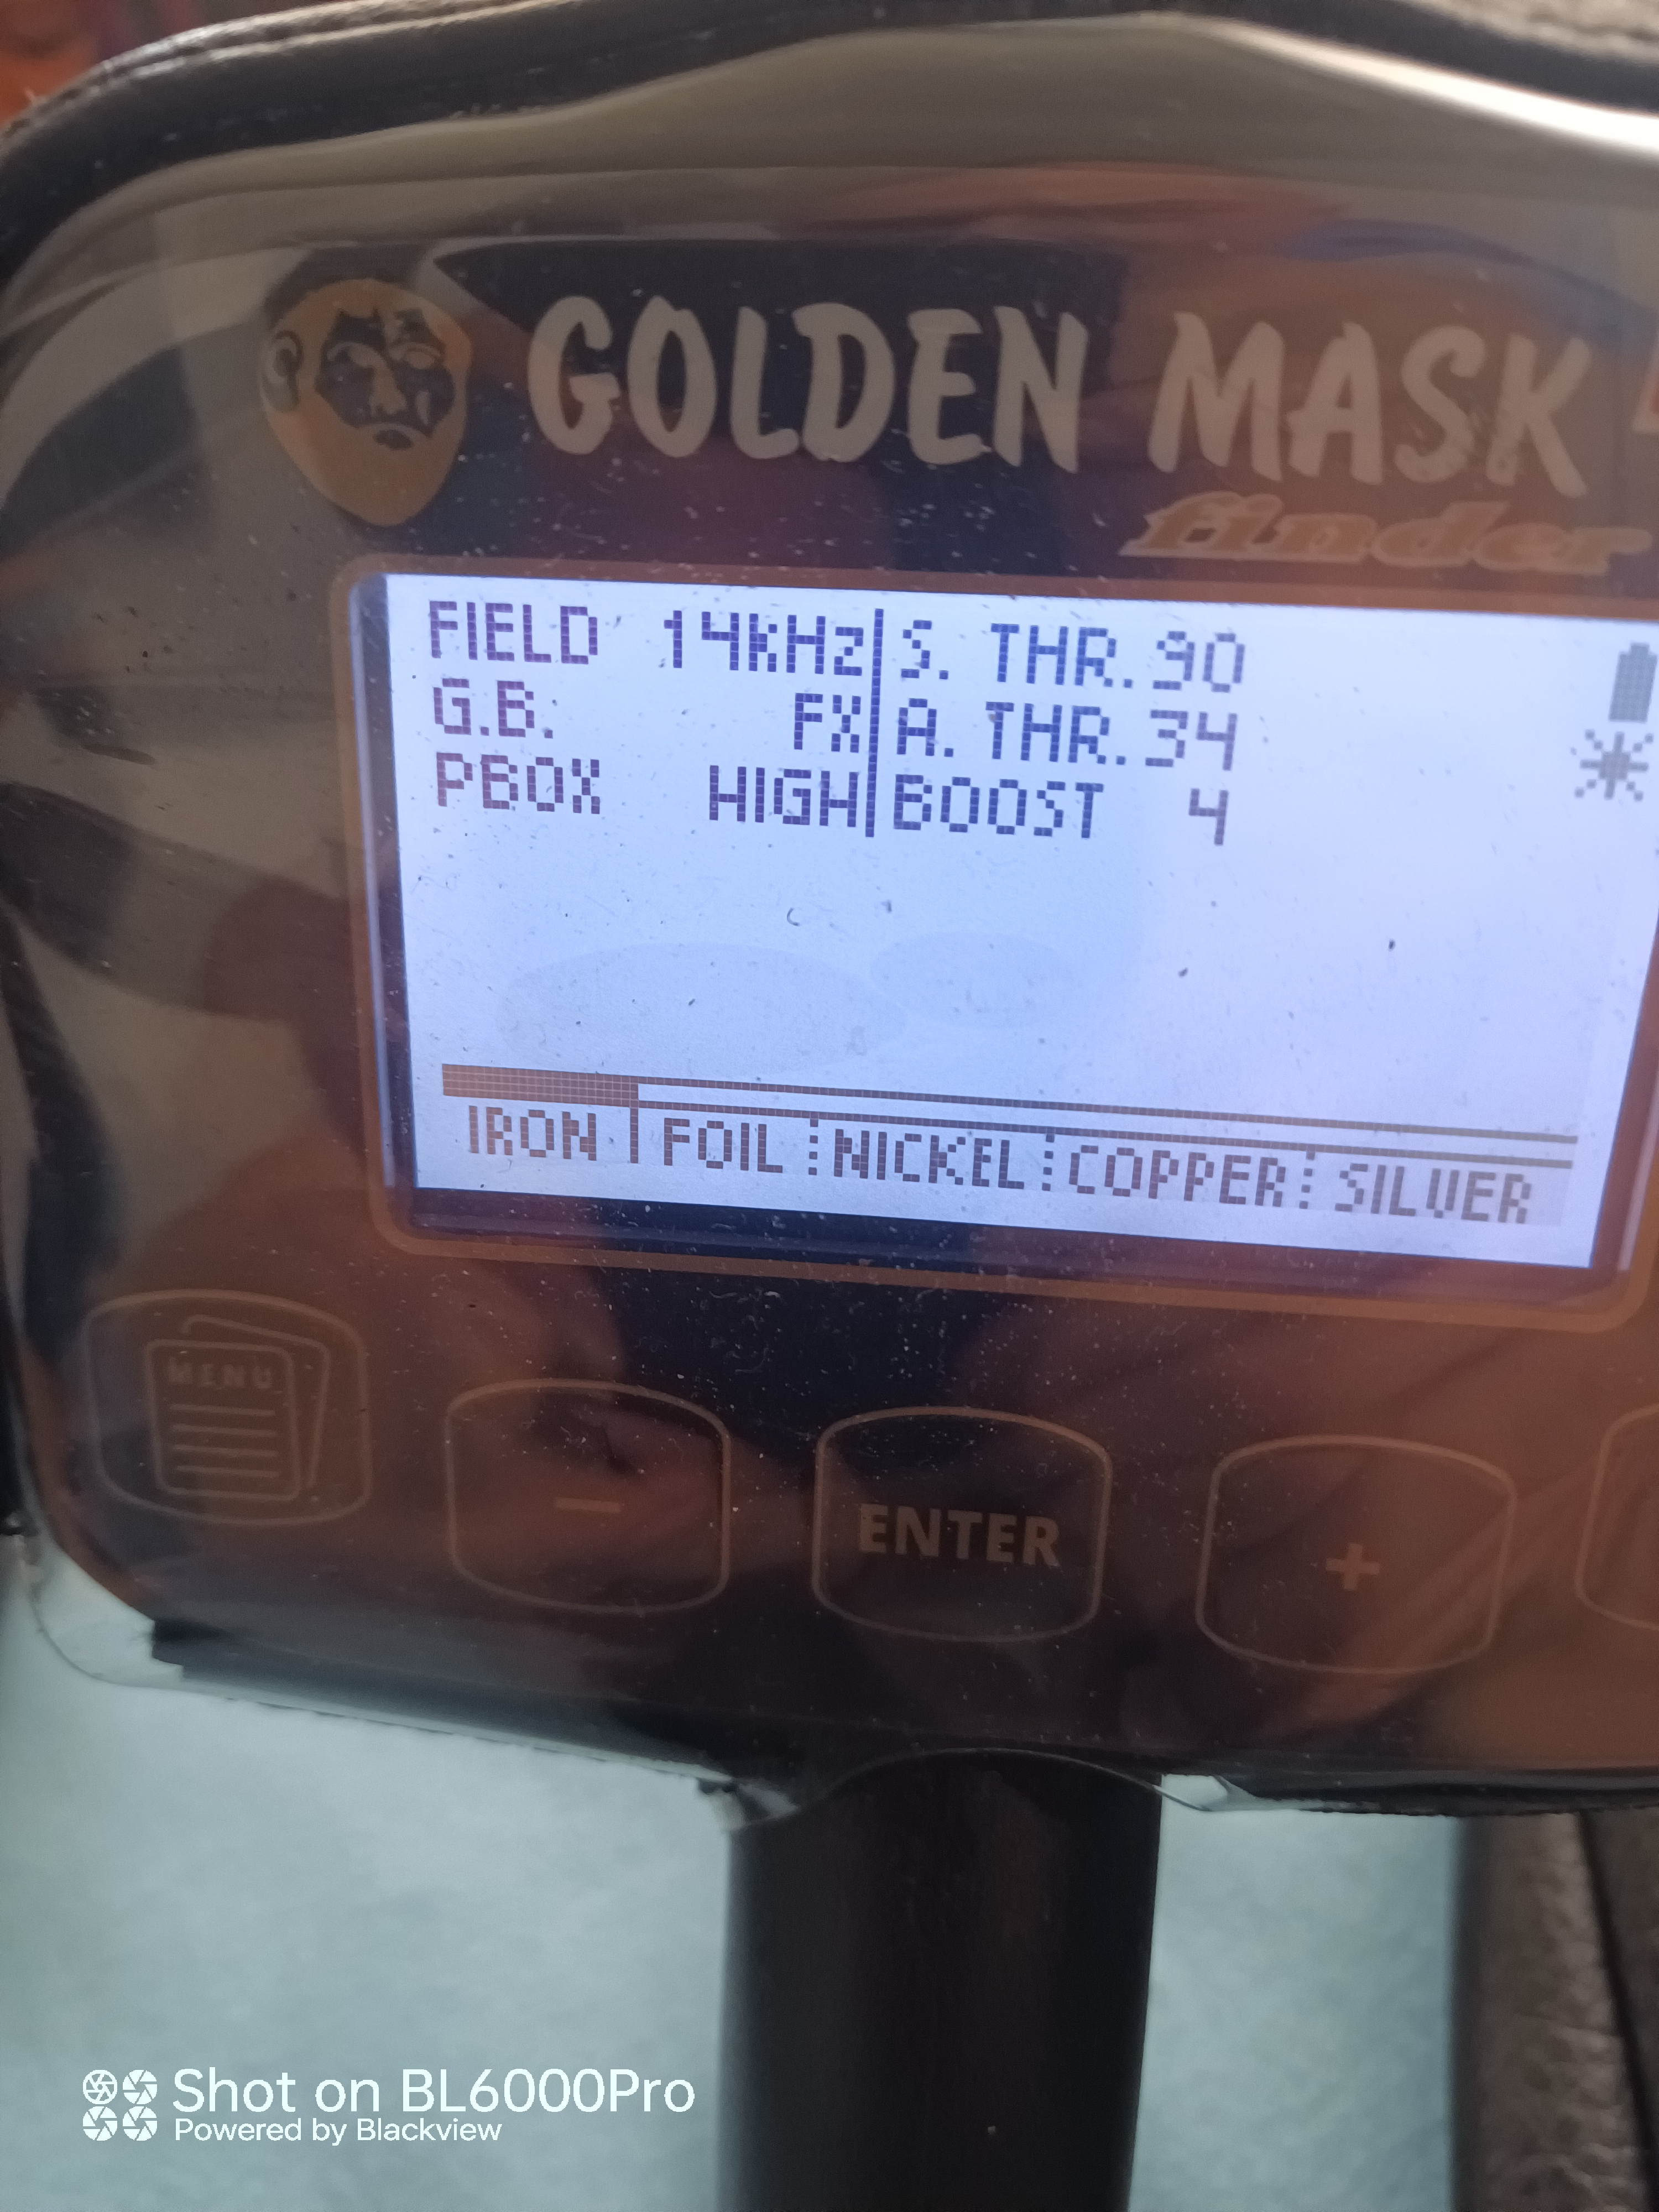 GOLDEN MASK
finder
FIELD 14kHz S. THR. 90
G.B. FX A. THR. 34
PBOX HIGH BOOST 4
IRON FOIL NICKEL COPPER SILVER
MENU
−
ENTER
+
Shot on BL6000Pro
Powered by Blackview